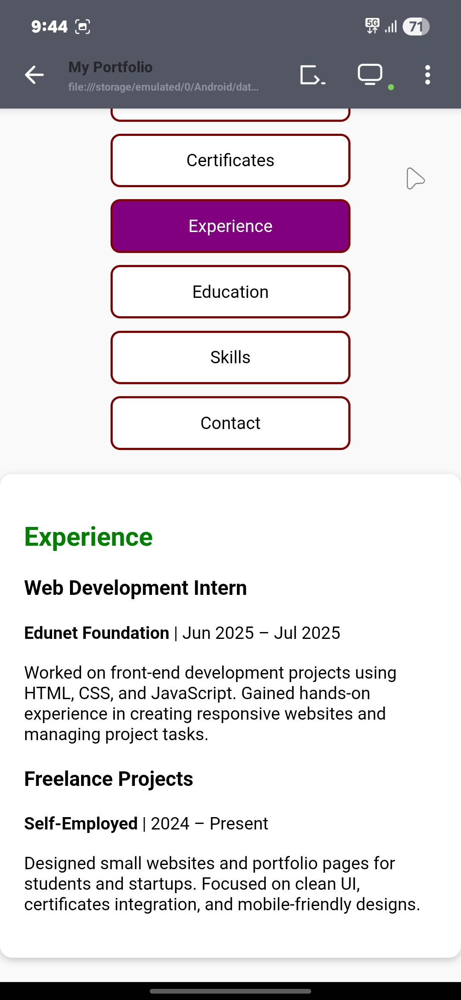 9:44
5G
71
My Portfolio
file:///storage/emulated/0/Android/dat...
Certificates
Experience
Education
Skills
Contact
Experience
Web Development Intern
Edunet Foundation | Jun 2025 – Jul 2025
Worked on front-end development projects using
HTML, CSS, and JavaScript. Gained hands-on
experience in creating responsive websites and
managing project tasks.
Freelance Projects
Self-Employed | 2024 – Present
Designed small websites and portfolio pages for
students and startups. Focused on clean UI,
certificates integration, and mobile-friendly designs.